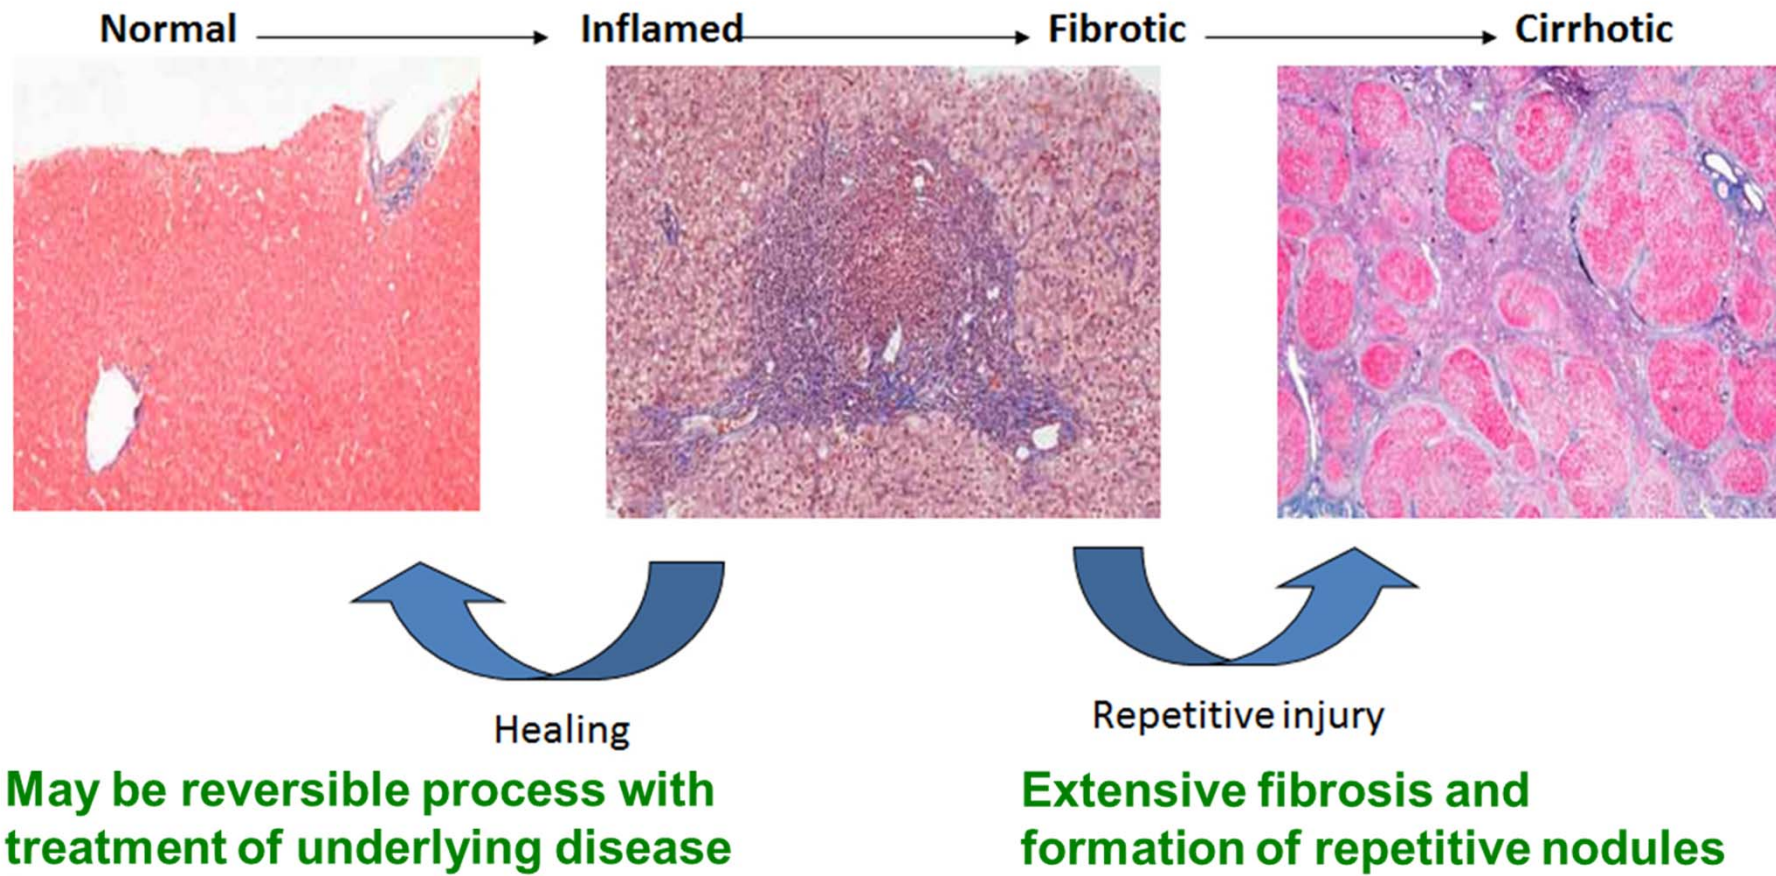 Normal Inflamed Fibrotic Cirrhotic
Healing
Repetitive injury
May be reversible process with
treatment of underlying disease
Extensive fibrosis and
formation of repetitive nodules